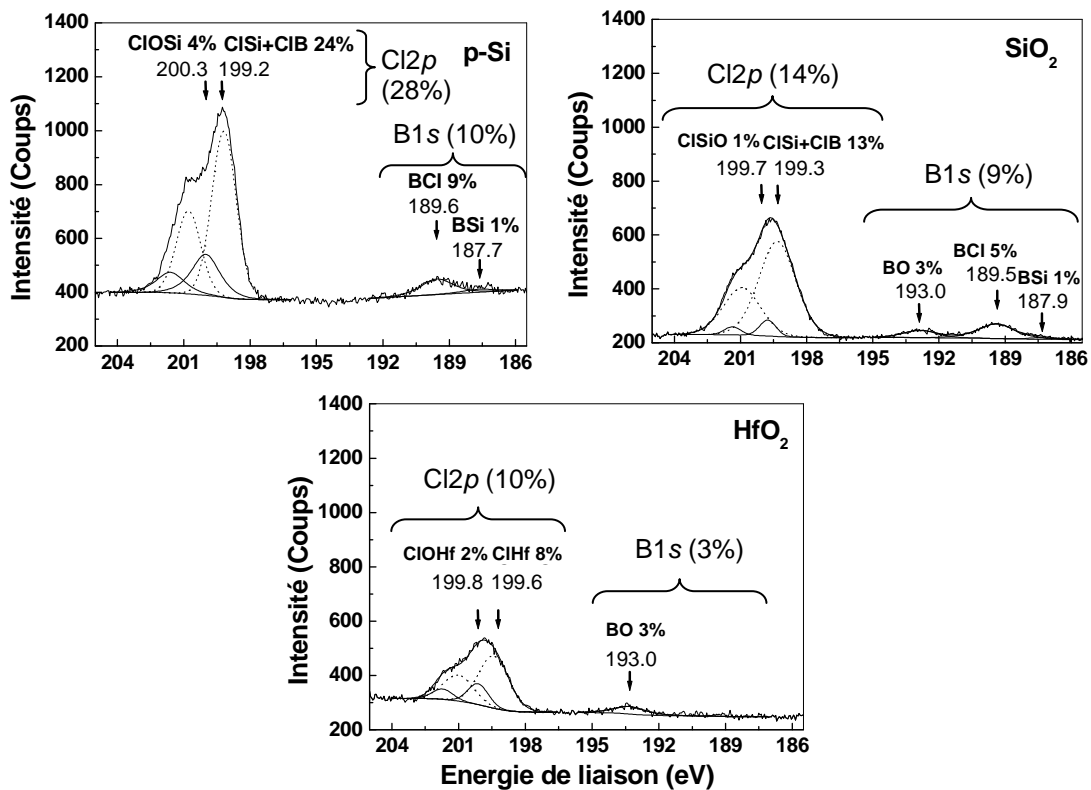 p-Si
ClOSi 4% ClSi+ClB 24%
200.3 199.2
Cl2p
(28%)
B1s (10%)
BCl 9%
189.6
BSi 1%
187.7
Intensité (Coups)
1400
1200
1000
800
600
400
200
204 201 198 195 192 189 186
SiO2
Cl2p (14%)
ClSiO 1% ClSi+ClB 13%
199.7 199.3
B1s (9%)
BCl 5%
BO 3% 189.5 BSi 1%
193.0 187.9
Intensité (Coups)
1400
1200
1000
800
600
400
200
204 201 198 195 192 189 186
HfO2
Cl2p (10%)
ClOHf 2% ClHf 8%
199.8 199.6
B1s (3%)
BO 3%
193.0
Intensité (Coups)
1400
1200
1000
800
600
400
200
204 201 198 195 192 189 186
Energie de liaison (eV)